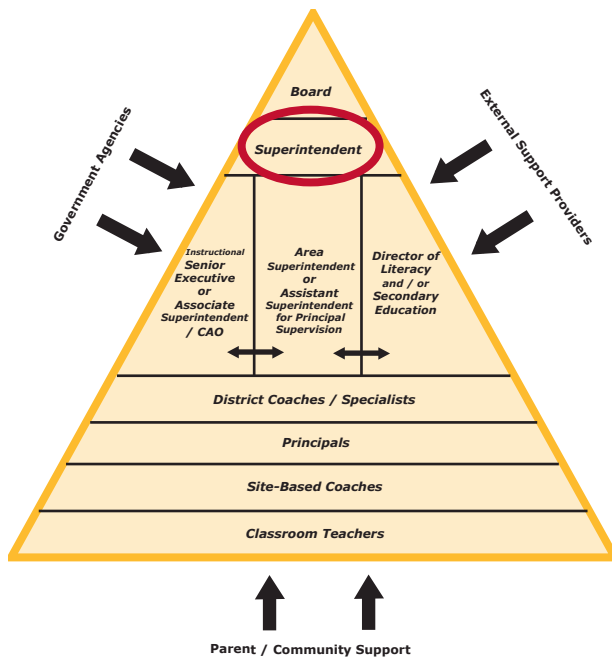 Board
Superintendent
Government Agencies
External Support Providers
Instructional
Senior
Executive
or
Associate
Superintendent
/ CAO
Area
Superintendent
or
Assistant
Superintendent
for Principal
Supervision
Director of
Literacy
and / or
Secondary
Education
District Coaches / Specialists
Principals
Site-Based Coaches
Classroom Teachers
Parent / Community Support